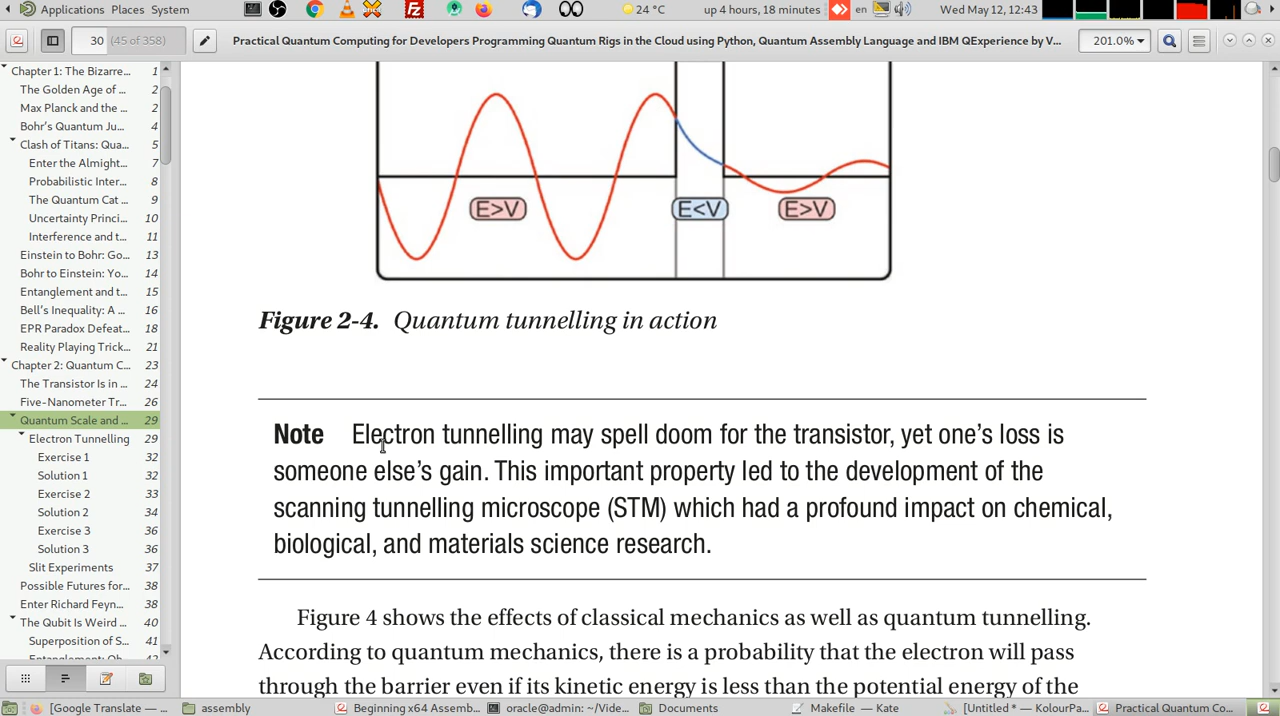 Applications Places System
24 °C
up 4 hours, 18 minutes
en
Wed May 12, 12:43
30 (45 of 358)
Practical Quantum Computing for Developers Programming Quantum Rigs in the Cloud using Python, Quantum Assembly Language and IBM QExperience by V...
201.0%
Chapter 1: The Bizarre... 1
The Golden Age of ... 2
Max Planck and the ... 2
Bohr's Quantum Ju... 4
Clash of Titans: Qua... 5
Enter the Almight... 7
Probabilistic Inter... 8
The Quantum Cat ... 9
Uncertainty Princi... 10
Interference and t... 11
Einstein to Bohr: Go... 13
Bohr to Einstein: Yo... 14
Entanglement and t... 15
Bell's Inequality: A ... 16
EPR Paradox Defeat... 18
Reality Playing Trick... 21
Chapter 2: Quantum C... 23
The Transistor Is in ... 24
Five-Nanometer Tr... 26
Quantum Scale and ... 29
Electron Tunnelling 29
Exercise 1 32
Solution 1 32
Exercise 2 33
Solution 2 34
Exercise 3 36
Solution 3 36
Slit Experiments 37
Possible Futures for... 38
Enter Richard Feyn... 38
The Qubit Is Weird ... 40
Superposition of S... 41
E>V E<V E>V
Figure 2-4. Quantum tunnelling in action
Note Electron tunnelling may spell doom for the transistor, yet one's loss is
someone else's gain. This important property led to the development of the
scanning tunnelling microscope (STM) which had a profound impact on chemical,
biological, and materials science research.
Figure 4 shows the effects of classical mechanics as well as quantum tunnelling.
According to quantum mechanics, there is a probability that the electron will pass
through the barrier even if its kinetic energy is less than the potential energy of the
[Google Translate — ...
assembly
Beginning x64 Assemb...
oracle@admin: ~/Vide...
Documents
Makefile — Kate
[Untitled * — KolourPa...
Practical Quantum Co...